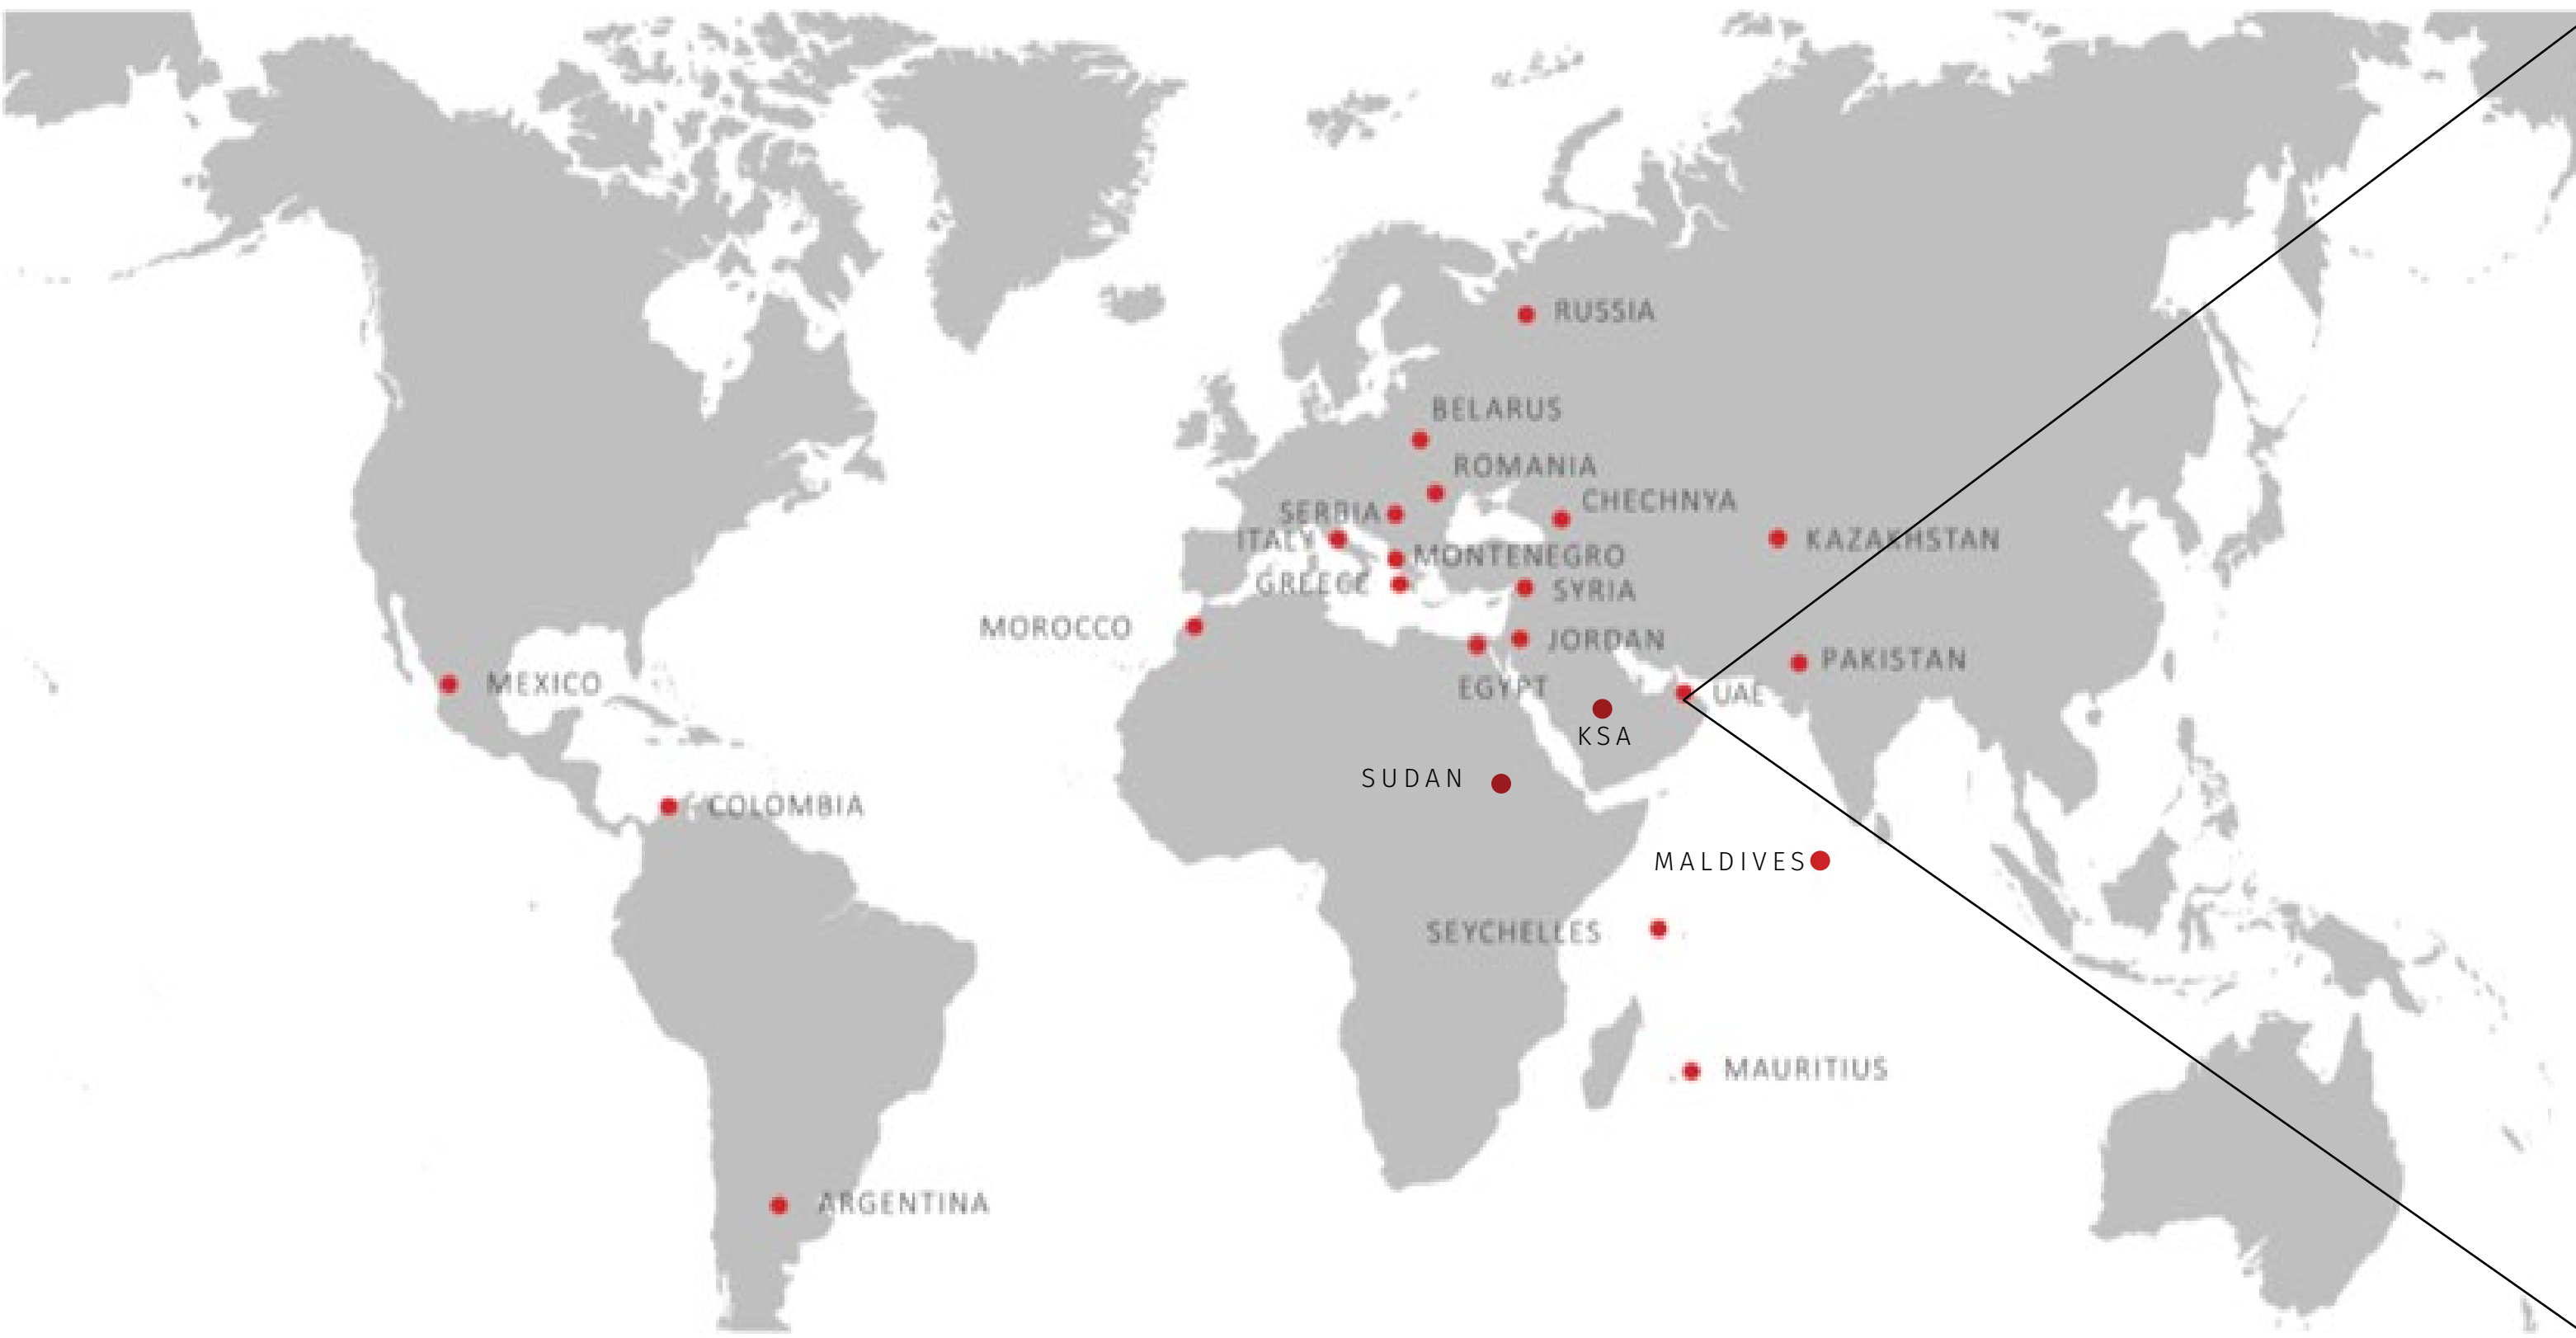 RUSSIA
BELARUS
ROMANIA
CHECHNYA
SERBIA
ITALY
KAZAKHSTAN
MONTENEGRO
GREECE
SYRIA
MOROCCO
JORDAN
PAKISTAN
MEXICO
EGYPT
UAE
KSA
SUDAN
COLOMBIA
MALDIVES
SEYCHELLES
MAURITIUS
ARGENTINA